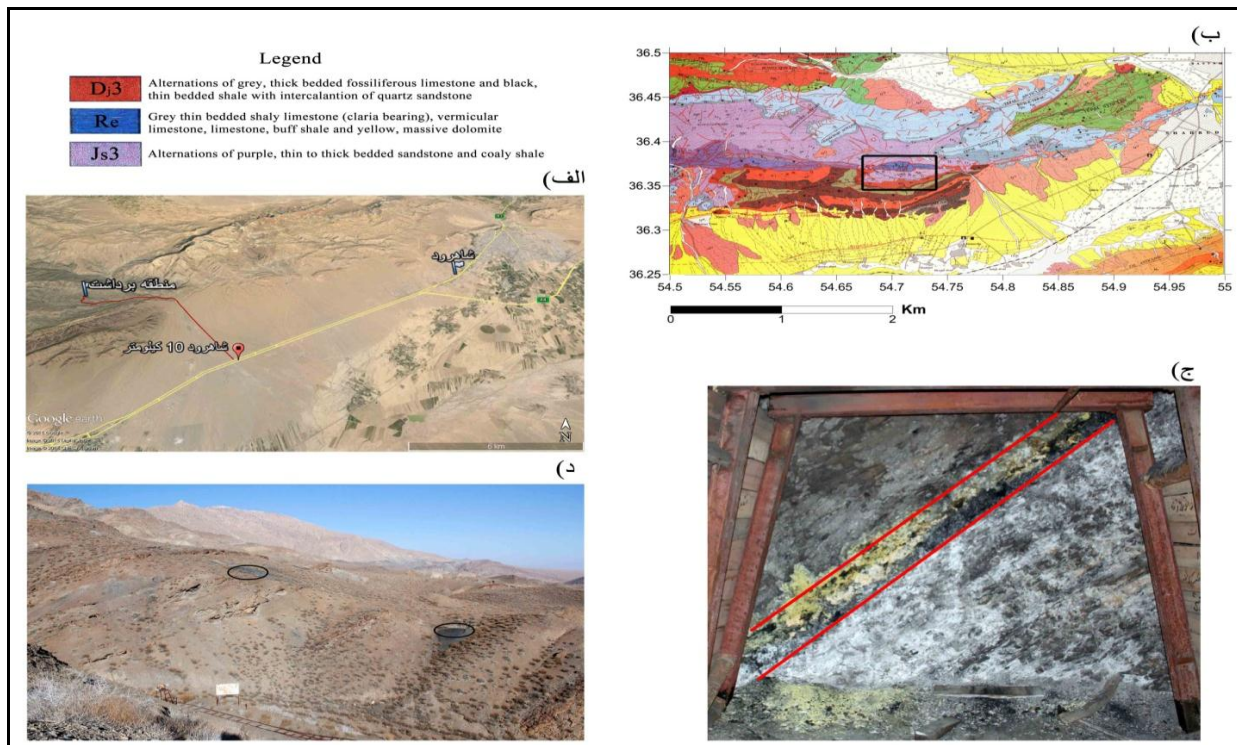 Legend
Dj3
Alternations of grey, thick bedded fossiliferous limestone and black,
thin bedded shale with intercalantion of quartz sandstone
Re
Grey thin bedded shaly limestone (claria bearing), vermicular
limestone, limestone, buff shale and yellow, massive dolomite
Js3
Alternations of purple, thin to thick bedded sandstone and coaly shale
الف)
شاهرود
منطقه برداشت
شاهرود 10 کیلومتر
Google earth
6 km
N
ب)
36.5
36.45
36.4
36.35
36.3
36.25
54.5 54.55 54.6 54.65 54.7 54.75 54.8 54.85 54.9 54.95 55
0 1 2 Km
ج)
د)